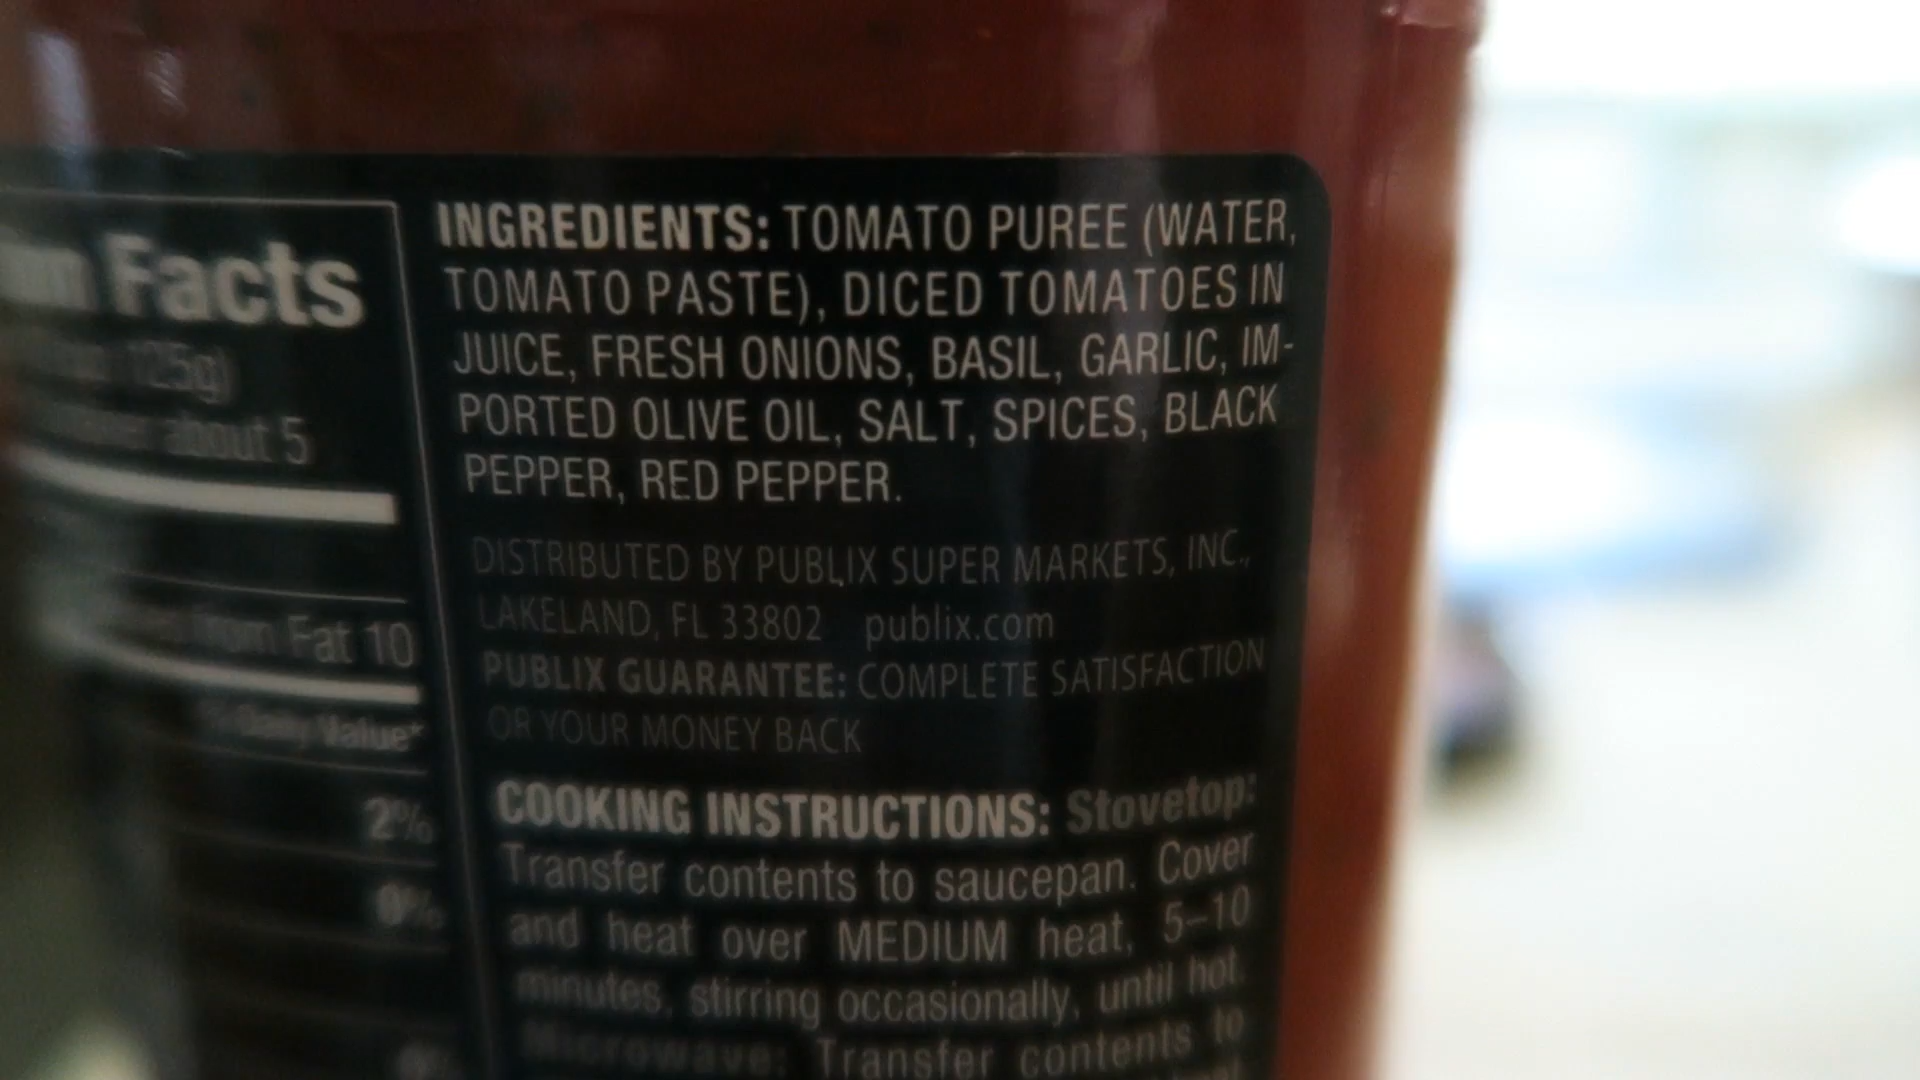 Facts
(125g)
about 5
from Fat 10
% Daily Value*
2%
0%
INGREDIENTS: TOMATO PUREE (WATER,
TOMATO PASTE), DICED TOMATOES IN
JUICE, FRESH ONIONS, BASIL, GARLIC, IM-
PORTED OLIVE OIL, SALT, SPICES, BLACK
PEPPER, RED PEPPER.
DISTRIBUTED BY PUBLIX SUPER MARKETS, INC.,
LAKELAND, FL 33802 publix.com
PUBLIX GUARANTEE: COMPLETE SATISFACTION
OR YOUR MONEY BACK
COOKING INSTRUCTIONS: Stovetop:
Transfer contents to saucepan. Cover
and heat over MEDIUM heat, 5–10
minutes, stirring occasionally, until hot.
Microwave: Transfer contents to